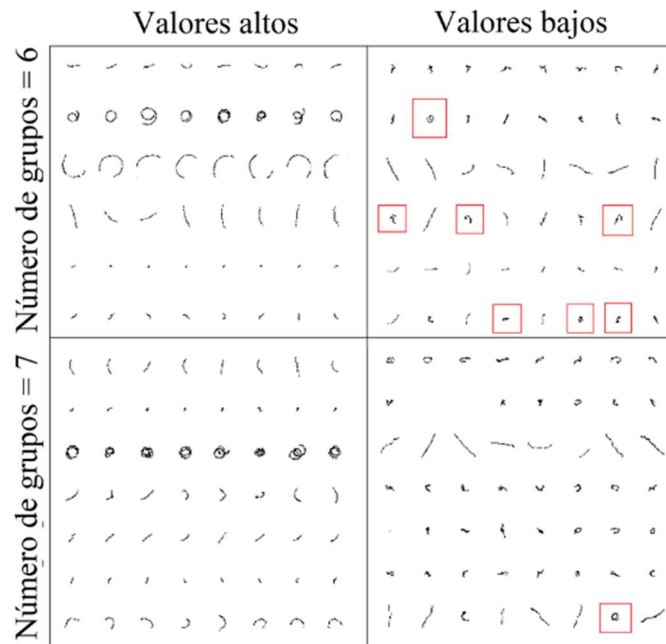 Valores altos
Valores bajos
Número de grupos = 6
Número de grupos = 7